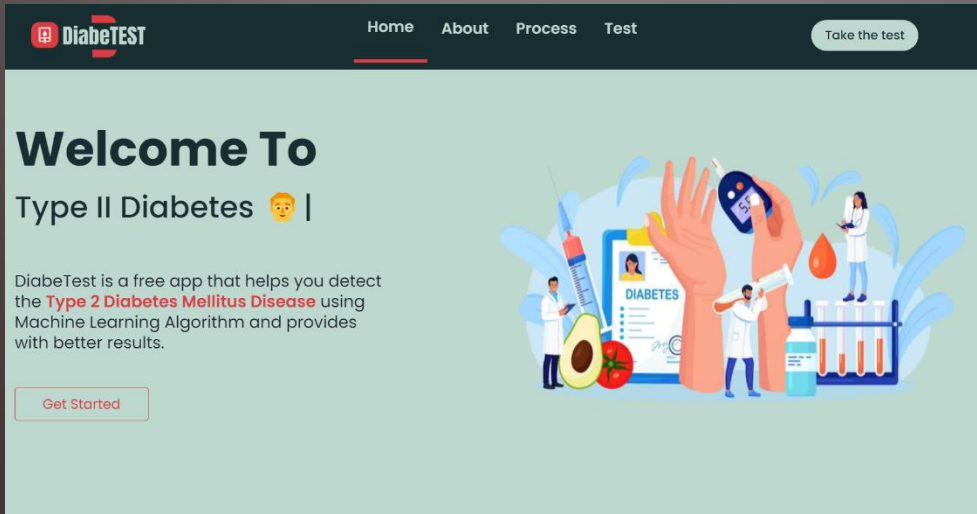 DiabeTEST
Home About Process Test
Take the test
Welcome To
Type II Diabetes 👨 |
DiabeTest is a free app that helps you detect
the Type 2 Diabetes Mellitus Disease using
Machine Learning Algorithm and provides
with better results.
Get Started
DIABETES